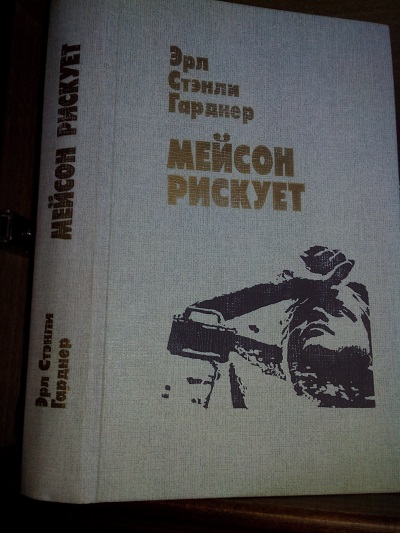 Эрл
Стэнли
Гарднер
МЕЙСОН
РИСКУЕТ
Эрл Стэнли
Гарднер
МЕЙСОН РИСКУЕТ